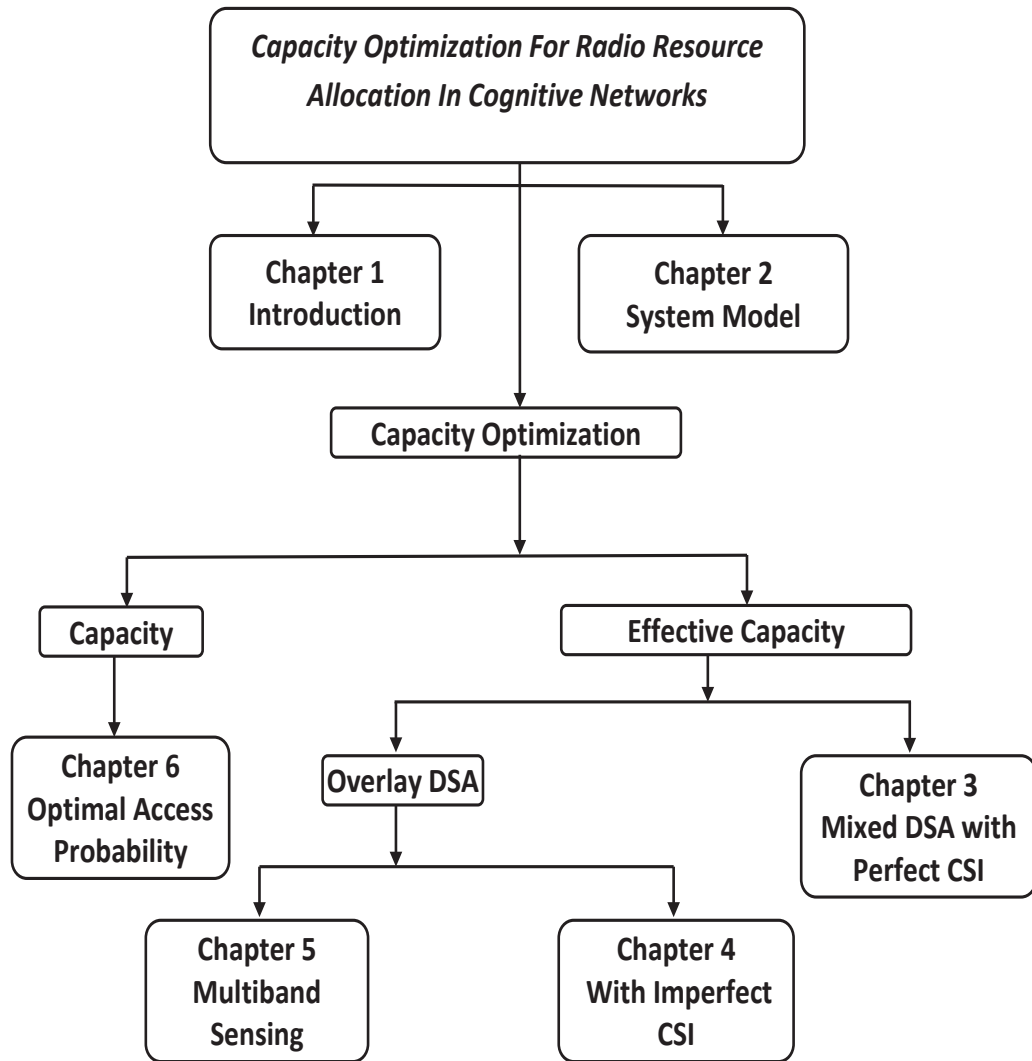 Capacity Optimization For Radio Resource
Allocation In Cognitive Networks
Chapter 1
Introduction
Chapter 2
System Model
Capacity Optimization
Capacity
Effective Capacity
Chapter 6
Optimal Access
Probability
Overlay DSA
Chapter 3
Mixed DSA with
Perfect CSI
Chapter 5
Multiband
Sensing
Chapter 4
With Imperfect
CSI